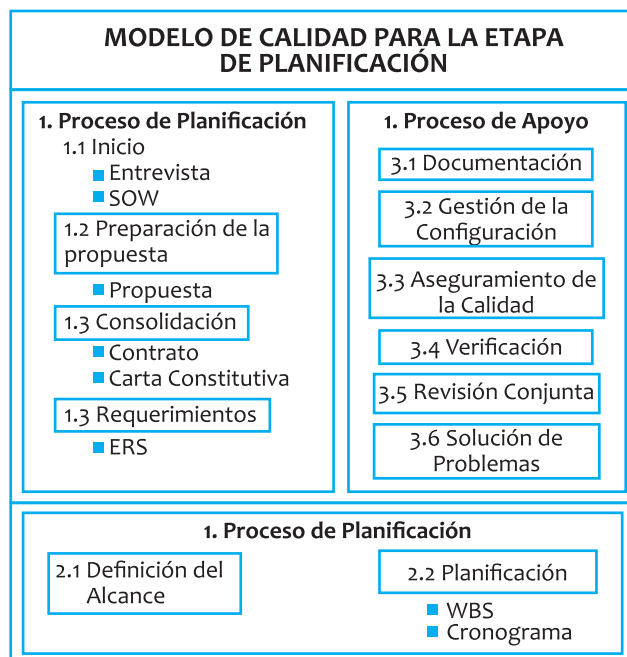 MODELO DE CALIDAD PARA LA ETAPA
DE PLANIFICACIÓN
1. Proceso de Planificación
1.1 Inicio
Entrevista
SOW
1.2 Preparación de la
propuesta
Propuesta
1.3 Consolidación
Contrato
Carta Constitutiva
1.3 Requerimientos
ERS
1. Proceso de Apoyo
3.1 Documentación
3.2 Gestión de la
Configuración
3.3 Aseguramiento de
la Calidad
3.4 Verificación
3.5 Revisión Conjunta
3.6 Solución de
Problemas
1. Proceso de Planificación
2.1 Definición del
Alcance
2.2 Planificación
WBS
Cronograma